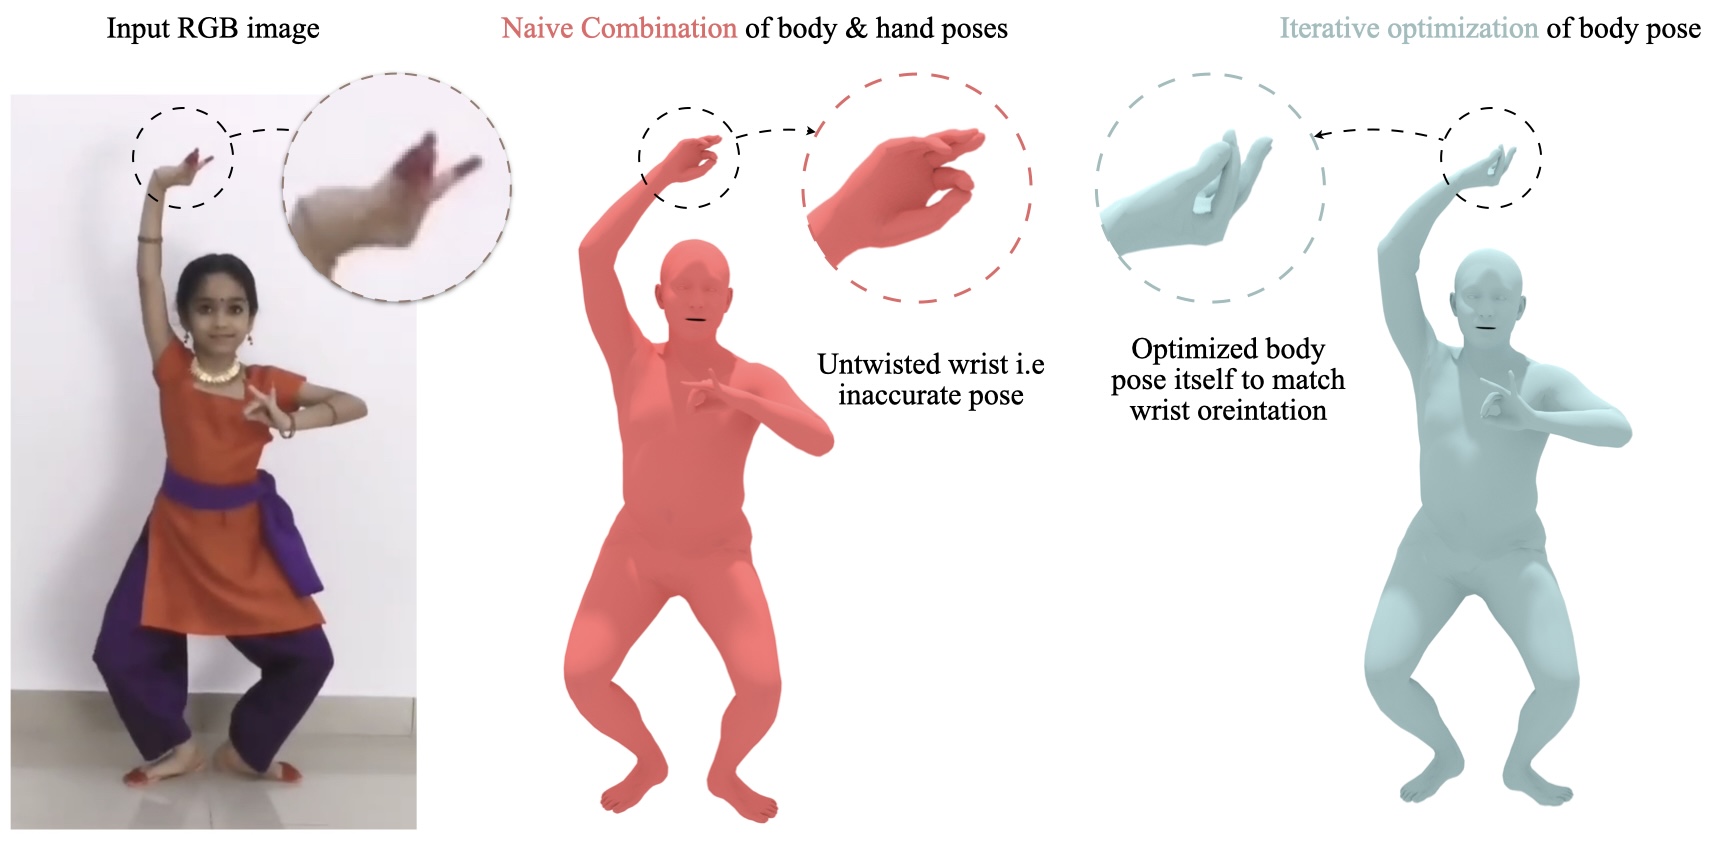 Input RGB image
Naive Combination of body & hand poses
Iterative optimization of body pose
Untwisted wrist i.e
inaccurate pose
Optimized body
pose itself to match
wrist oreintation